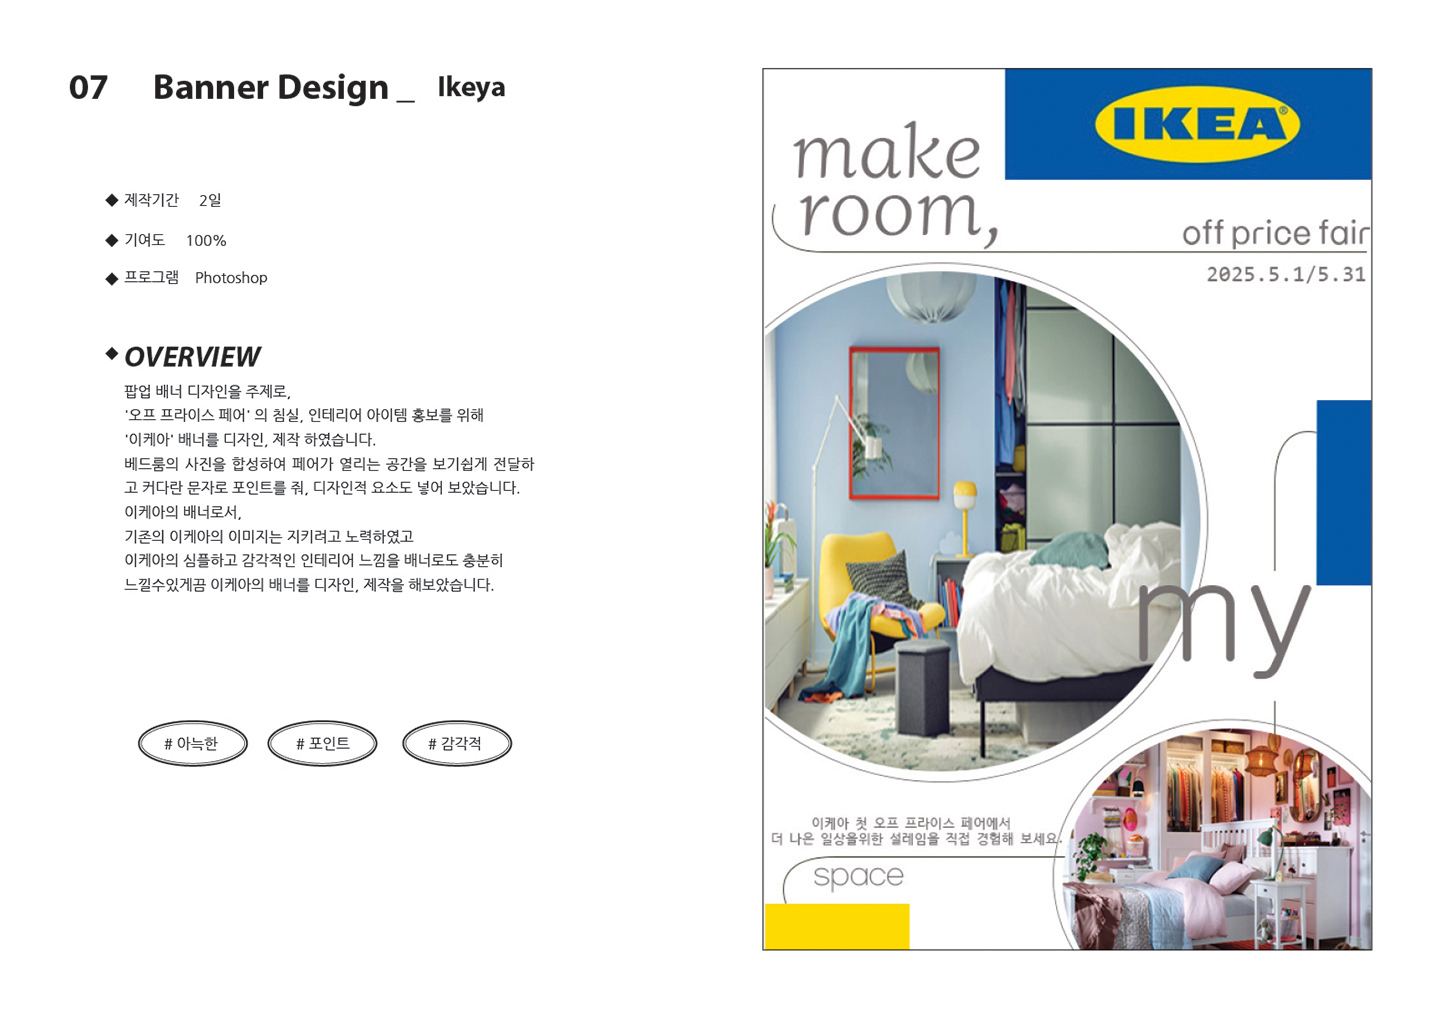 07 Banner Design _ Ikeya
◆ 제작기간 2일
◆ 기여도 100%
◆ 프로그램 Photoshop
◆ OVERVIEW
팝업 배너 디자인을 주제로,
'오프 프라이스 페어' 의 침실, 인테리어 아이템 홍보를 위해
'이케아' 배너를 디자인, 제작 하였습니다.
베드룸의 사진을 합성하여 페어가 열리는 공간을 보기쉽게 전달하
고 커다란 문자로 포인트를 줘, 디자인적 요소도 넣어 보았습니다.
이케아의 배너로서,
기존의 이케아의 이미지는 지키려고 노력하였고
이케아의 심플하고 감각적인 인테리어 느낌을 배너로도 충분히
느낄수있게끔 이케아의 배너를 디자인, 제작을 해보았습니다.
# 아늑한
# 포인트
# 감각적
IKEA®
make
room,
off price fair
2025.5.1/5.31
my
이케아 첫 오프 프라이스 페어에서
더 나은 일상을위한 설레임을 직접 경험해 보세요.
space